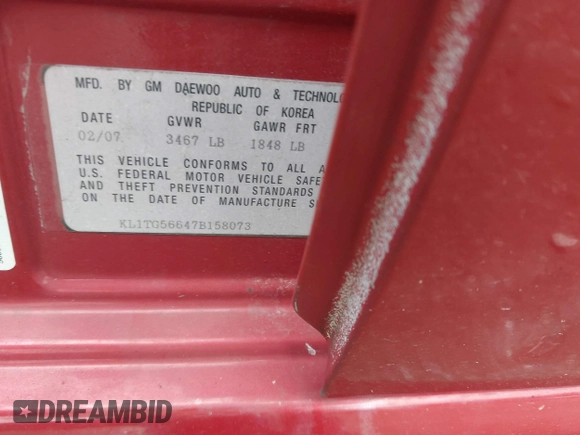 MFD. BY GM DAEWOO AUTO & TECHNOLO
REPUBLIC OF KOREA
DATE GVWR GAWR FRT
02/07 3467 LB 1848 LB
THIS VEHICLE CONFORMS TO ALL A
U.S. FEDERAL MOTOR VEHICLE SAFE
AND THEFT PREVENTION STANDARDS
ON THE DATE OF MANUFACTURE S
KL1TG56647B158073
DREAMBID